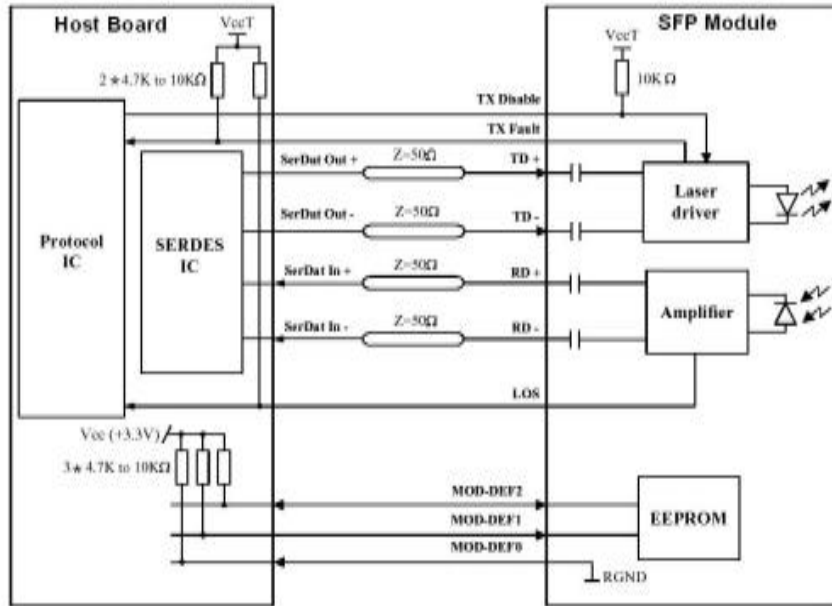 Host Board
SFP Module
VccT
VccT
2*4.7K to 10KΩ
10K Ω
TX Disable
TX Fault
SerDat Out +
Z=50Ω
TD +
SerDat Out -
Z=50Ω
TD -
Laser
driver
Protocol
IC
SERDES
IC
SerDat In +
Z=50Ω
RD +
SerDat In -
Z=50Ω
RD -
Amplifier
LOS
Vcc (+3.3V)
3* 4.7K to 10KΩ
MOD-DEF2
MOD-DEF1
MOD-DEF0
EEPROM
RGND